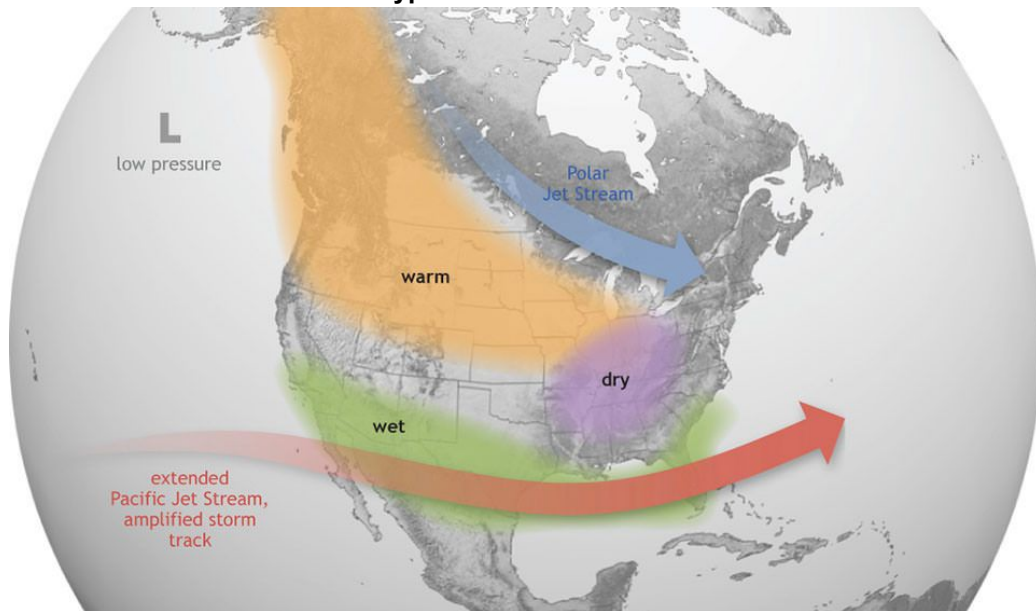 L
low pressure
Polar
Jet Stream
warm
dry
wet
extended
Pacific Jet Stream,
amplified storm
track